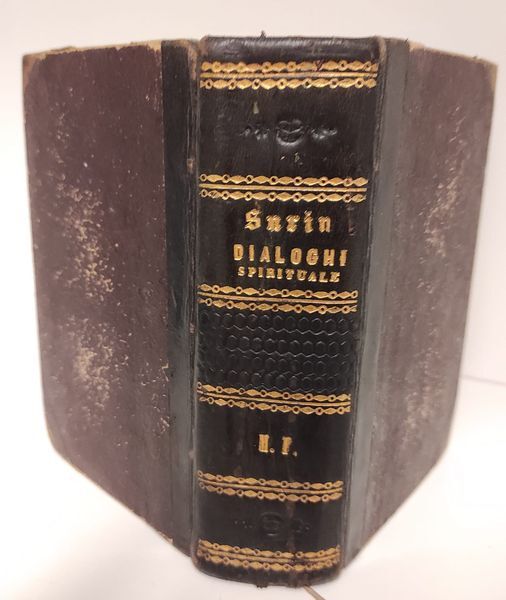 Surin
DIALOGHI
SPIRITUALE
H. F.